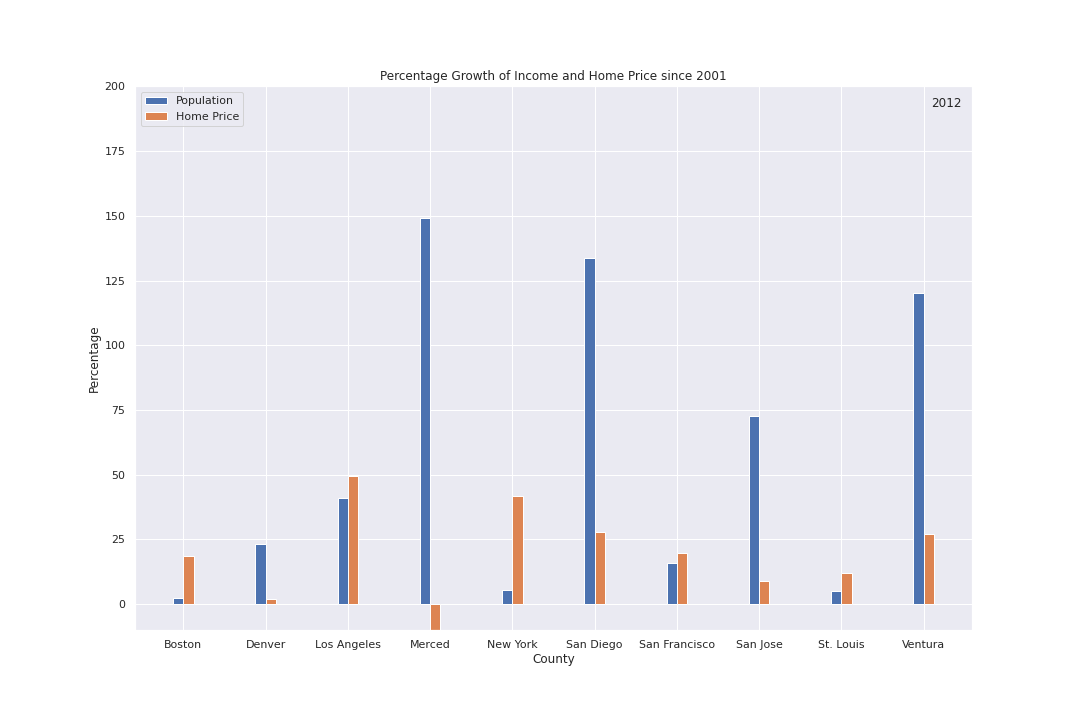 Percentage Growth of Income and Home Price since 2001
200
175
150
125
100
75
50
25
0
Percentage
Population
Home Price
2012
Boston Denver Los Angeles Merced New York San Diego San Francisco San Jose St. Louis Ventura
County